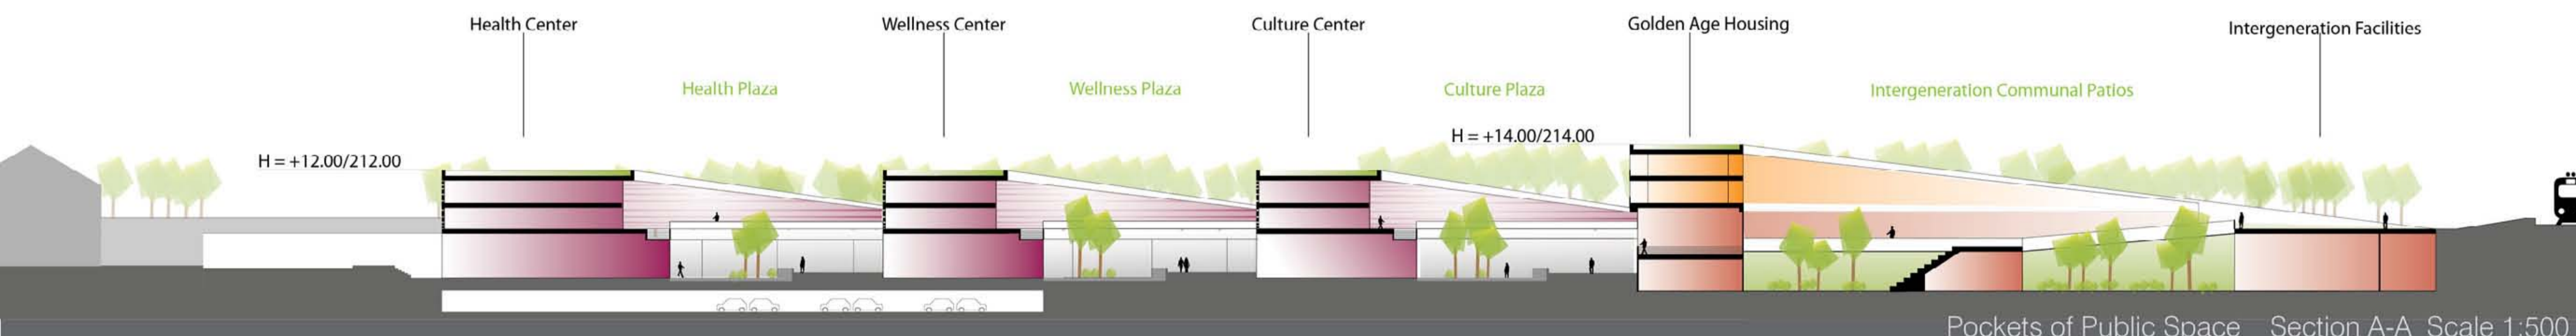 Health Center
Wellness Center
Culture Center
Golden Age Housing
Intergeneration Facilities
Health Plaza
Wellness Plaza
Culture Plaza
Intergeneration Communal Patios
H = +14.00/214.00
H = +12.00/212.00
Pockets of Public Space Section A-A Scale 1:500